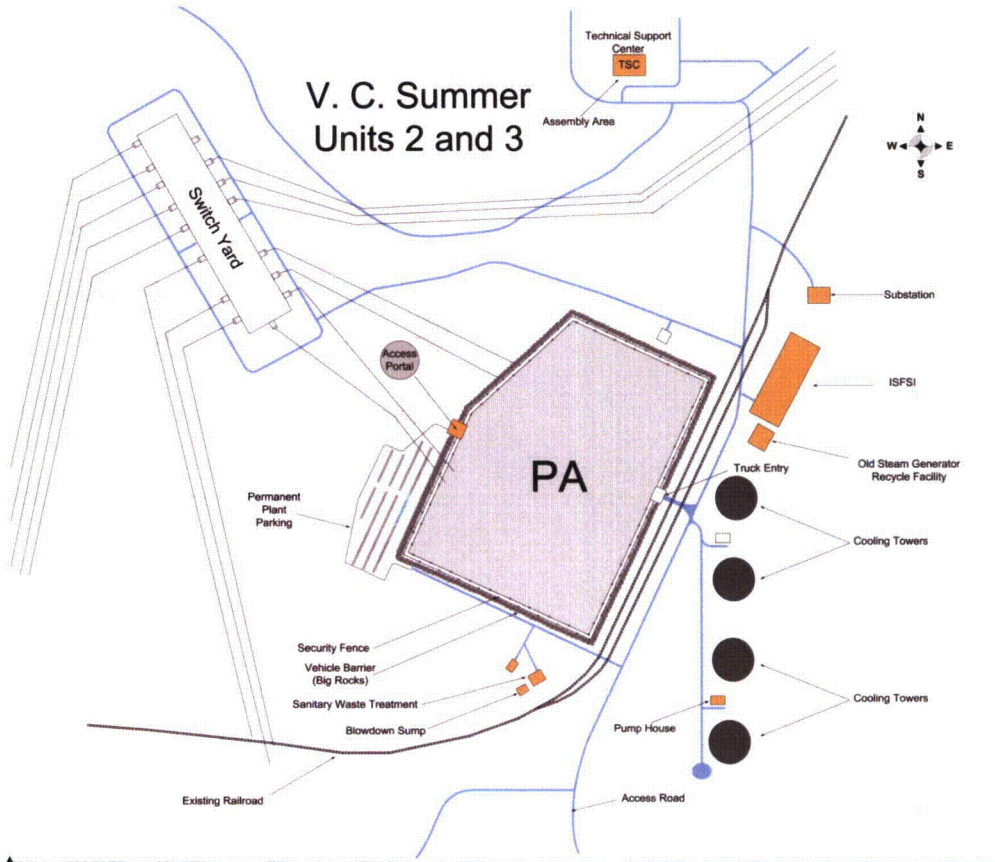 Technical Support
Center
TSC
Assembly Area
V. C. Summer
Units 2 and 3
N
W
E
S
Switch Yard
Substation
Access
Portal
ISFSI
PA
Truck Entry
Old Steam Generator
Recycle Facility
Permanent
Plant
Parking
Cooling Towers
Security Fence
Vehicle Barrier
(Big Rocks)
Sanitary Waste Treatment
Blowdown Sump
Cooling Towers
Pump House
Existing Railroad
Access Road